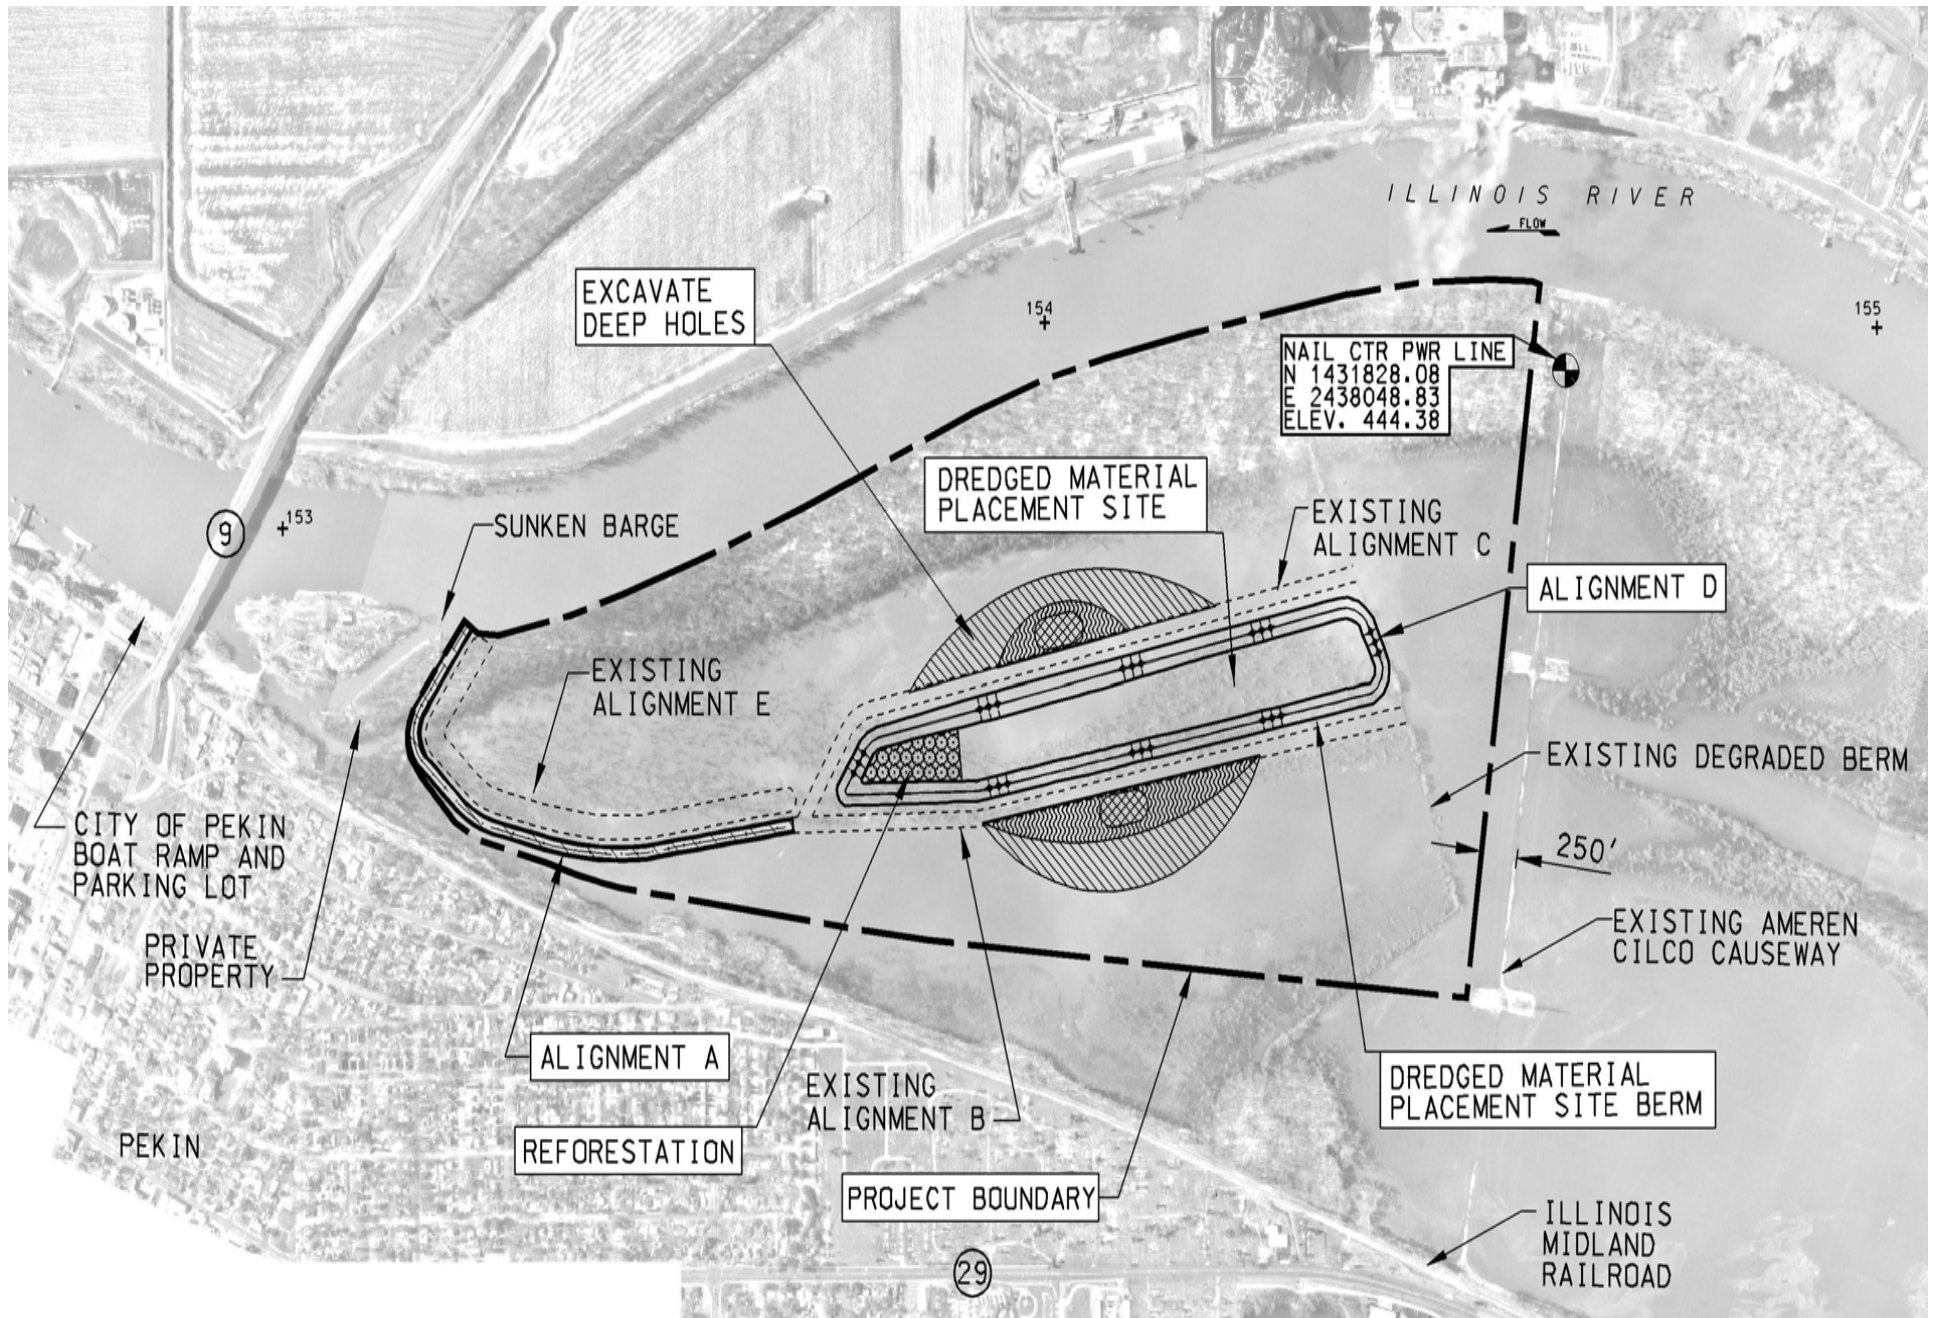 ILLINOIS RIVER
FLOW
EXCAVATE
DEEP HOLES
154
155
NAIL CTR PWR LINE
N 1431828.08
E 2438048.83
ELEV. 444.38
DREDGED MATERIAL
PLACEMENT SITE
EXISTING
ALIGNMENT C
9
153
SUNKEN BARGE
ALIGNMENT D
EXISTING
ALIGNMENT E
EXISTING DEGRADED BERM
250'
CITY OF PEKIN
BOAT RAMP AND
PARKING LOT
PRIVATE
PROPERTY
EXISTING AMEREN
CILCO CAUSEWAY
ALIGNMENT A
EXISTING
ALIGNMENT B
DREDGED MATERIAL
PLACEMENT SITE BERM
PEKIN
REFORESTATION
PROJECT BOUNDARY
ILLINOIS
MIDLAND
RAILROAD
29